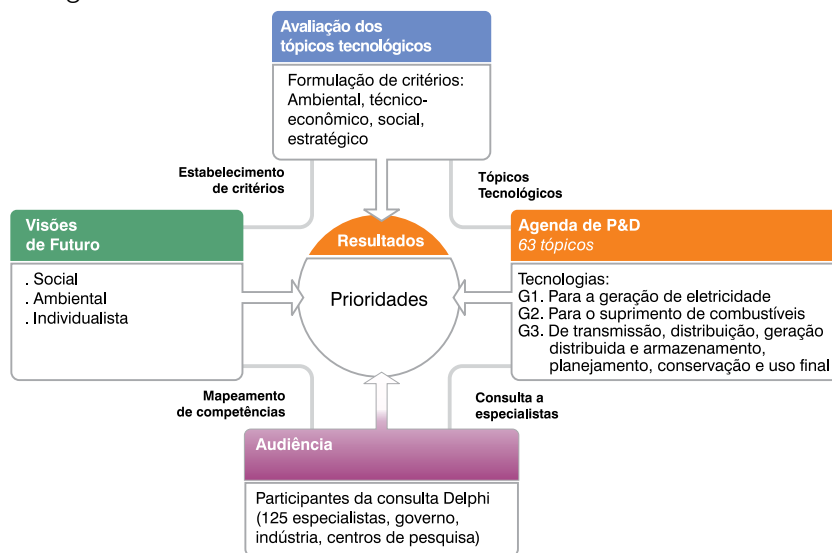 Avaliação dos
tópicos tecnológicos
Formulação de critérios:
Ambiental, técnico-
econômico, social,
estratégico
Estabelecimento
de critérios
Tópicos
Tecnológicos
Visões
de Futuro
. Social
. Ambiental
. Individualista
Resultados
Prioridades
Agenda de P&D
63 tópicos
Tecnologias:
G1. Para a geração de eletricidade
G2. Para o suprimento de combustíveis
G3. De transmissão, distribuição, geração
distribuida e armazenamento,
planejamento, conservação e uso final
Mapeamento
de competências
Consulta a
especialistas
Audiência
Participantes da consulta Delphi
(125 especialistas, governo,
indústria, centros de pesquisa)